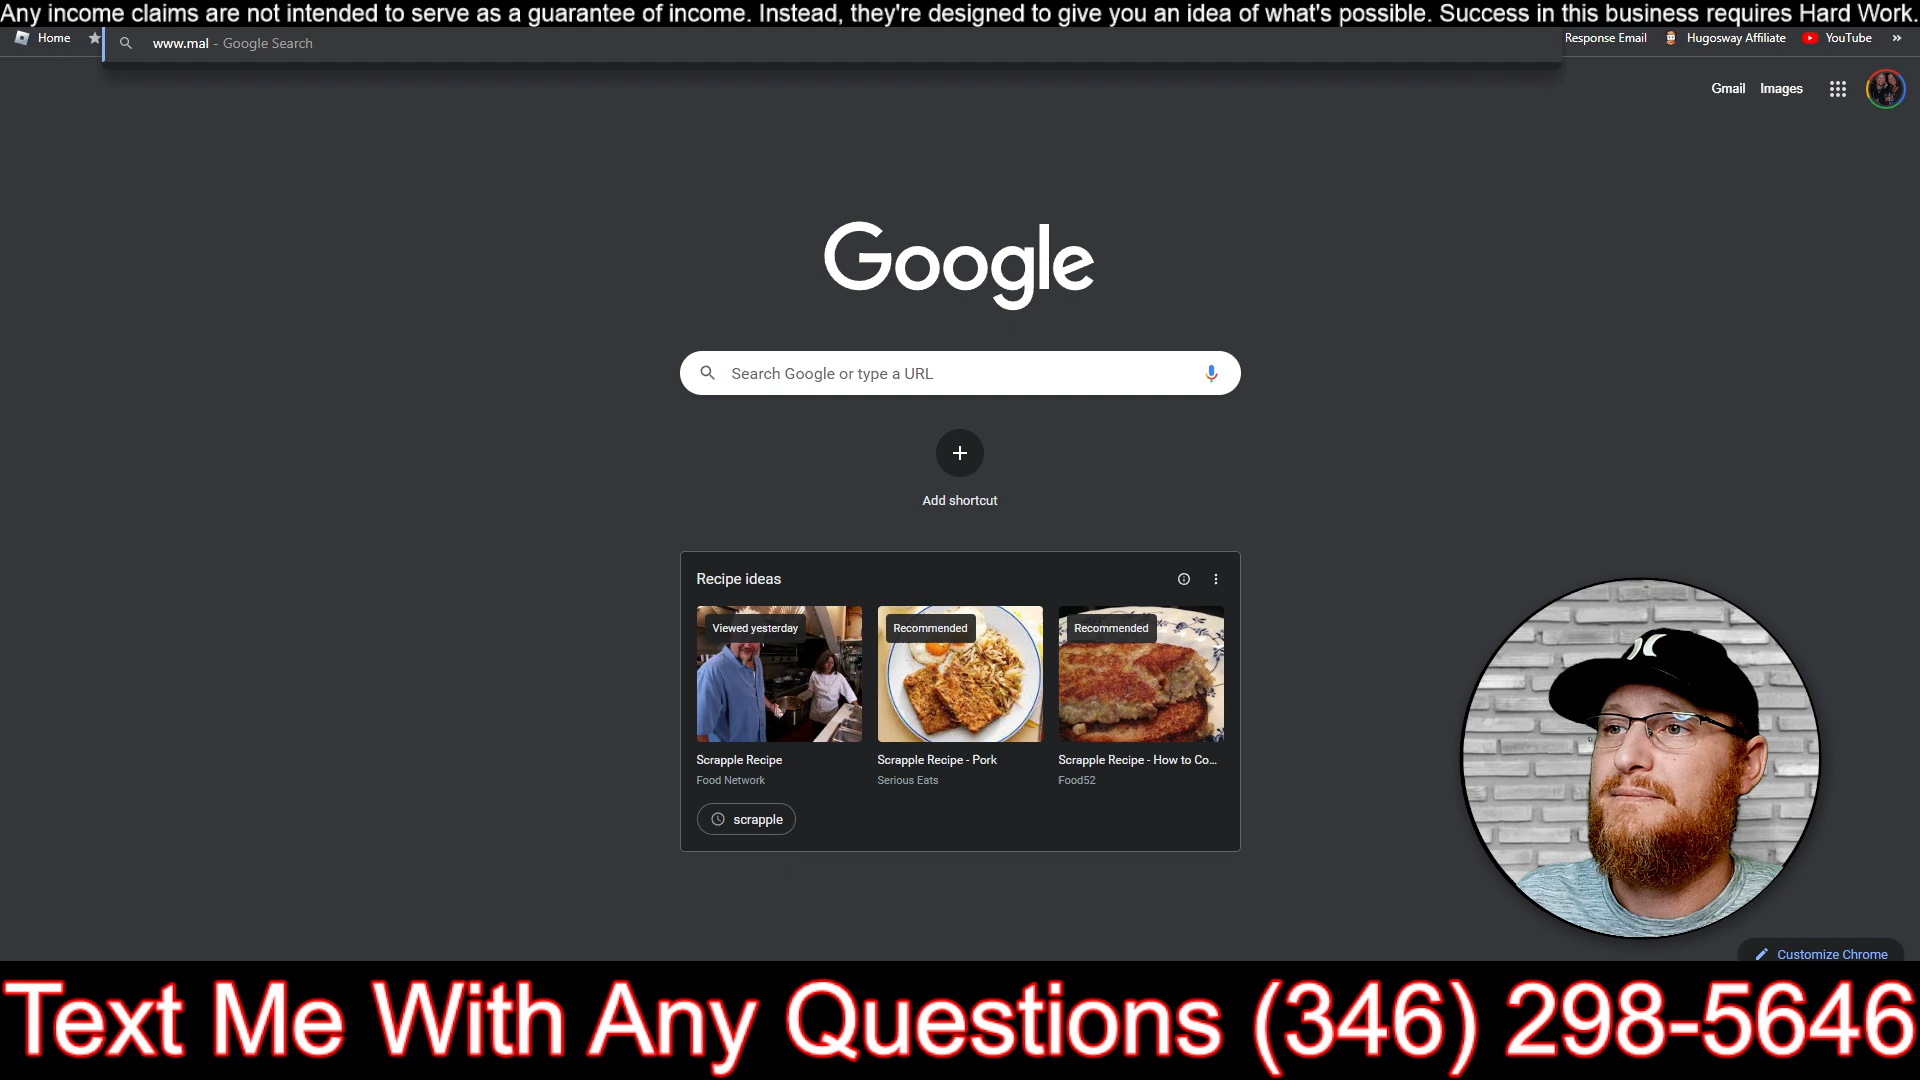 Any income claims are not intended to serve as a guarantee of income. Instead, they're designed to give you an idea of what's possible. Success in this business requires Hard Work.
Home
www.mal - Google Search
Response Email
Hugosway Affiliate
YouTube
»
Gmail
Images
Google
Search Google or type a URL
Add shortcut
Recipe ideas
Viewed yesterday
Recommended
Recommended
Scrapple Recipe
Scrapple Recipe - Pork
Scrapple Recipe - How to Co...
Food Network
Serious Eats
Food52
scrapple
Customize Chrome
Text Me With Any Questions (346) 298-5646